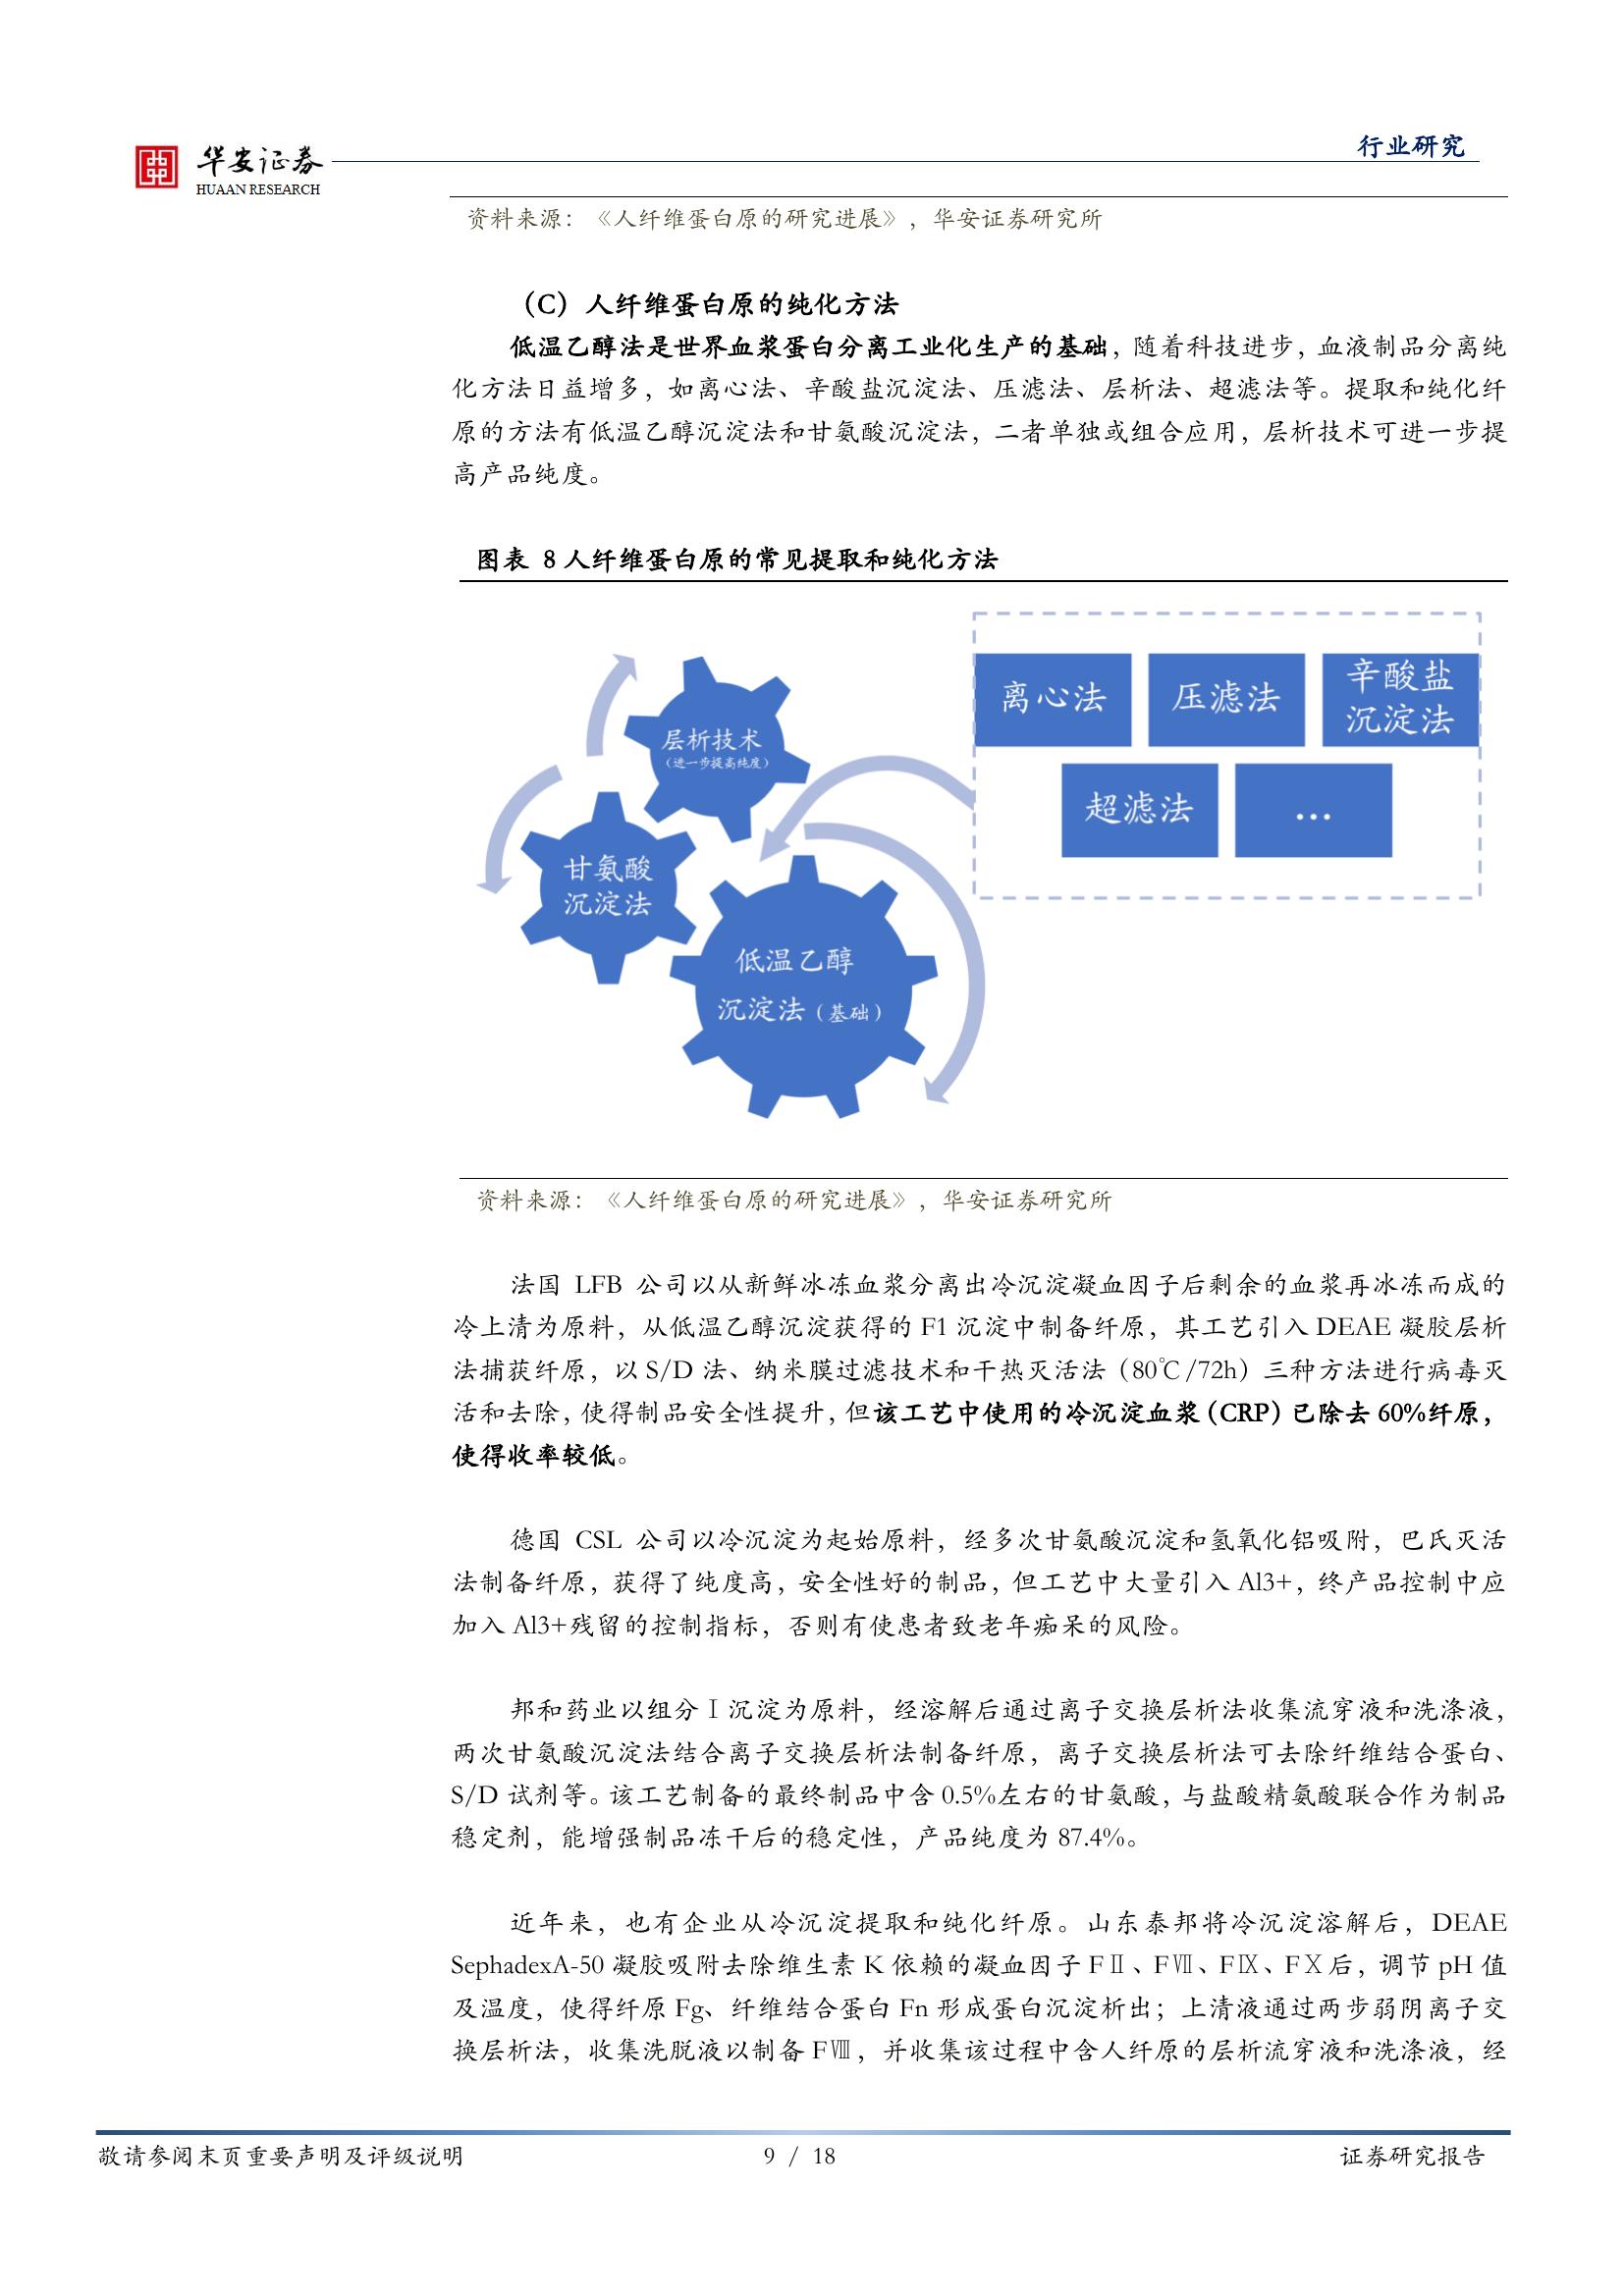 华安证券
HUAAN RESEARCH
行业研究
资料来源：《人纤维蛋白原的研究进展》，华安证券研究所
（C）人纤维蛋白原的纯化方法
低温乙醇法是世界血浆蛋白分离工业化生产的基础，随着科技进步，血液制品分离纯
化方法日益增多，如离心法、辛酸盐沉淀法、压滤法、层析法、超滤法等。提取和纯化纤
原的方法有低温乙醇沉淀法和甘氨酸沉淀法，二者单独或组合应用，层析技术可进一步提
高产品纯度。
图表 8 人纤维蛋白原的常见提取和纯化方法
层析技术
（进一步提高纯度）
甘氨酸
沉淀法
低温乙醇
沉淀法（基础）
离心法
压滤法
辛酸盐
沉淀法
超滤法
…
资料来源：《人纤维蛋白原的研究进展》，华安证券研究所
法国 LFB 公司以从新鲜冰冻血浆分离出冷沉淀凝血因子后剩余的血浆再冰冻而成的
冷上清为原料，从低温乙醇沉淀获得的 F1 沉淀中制备纤原，其工艺引入 DEAE 凝胶层析
法捕获纤原，以 S/D 法、纳米膜过滤技术和干热灭活法（80℃/72h）三种方法进行病毒灭
活和去除，使得制品安全性提升，但该工艺中使用的冷沉淀血浆（CRP）已除去 60%纤原，
使得收率较低。
德国 CSL 公司以冷沉淀为起始原料，经多次甘氨酸沉淀和氢氧化铝吸附，巴氏灭活
法制备纤原，获得了纯度高，安全性好的制品，但工艺中大量引入 Al3+，终产品控制中应
加入 Al3+残留的控制指标，否则有使患者致老年痴呆的风险。
邦和药业以组分Ⅰ沉淀为原料，经溶解后通过离子交换层析法收集流穿液和洗涤液，
两次甘氨酸沉淀法结合离子交换层析法制备纤原，离子交换层析法可去除纤维结合蛋白、
S/D 试剂等。该工艺制备的最终制品中含 0.5%左右的甘氨酸，与盐酸精氨酸联合作为制品
稳定剂，能增强制品冻干后的稳定性，产品纯度为 87.4%。
近年来，也有企业从冷沉淀提取和纯化纤原。山东泰邦将冷沉淀溶解后，DEAE
SephadexA-50 凝胶吸附去除维生素 K 依赖的凝血因子 FⅡ、FⅦ、FⅨ、FⅩ后，调节 pH 值
及温度，使得纤原 Fg、纤维结合蛋白 Fn 形成蛋白沉淀析出；上清液通过两步弱阴离子交
换层析法，收集洗脱液以制备 FⅧ，并收集该过程中含人纤原的层析流穿液和洗涤液，经
敬请参阅末页重要声明及评级说明
9 / 18
证券研究报告